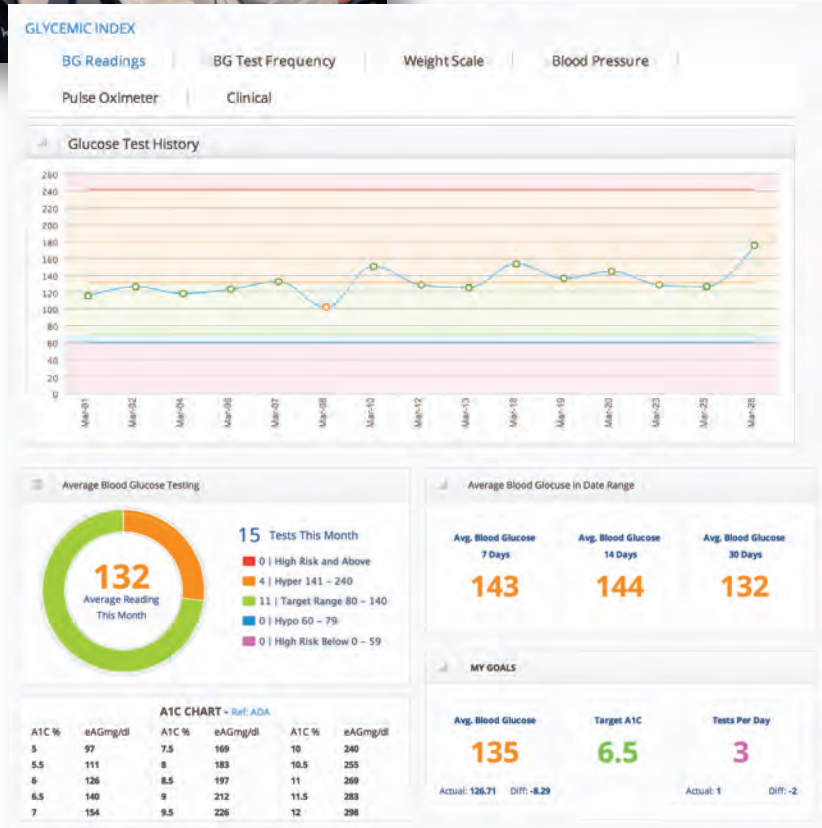 GLYCEMIC INDEX
BG Readings | BG Test Frequency | Weight Scale | Blood Pressure |
Pulse Oximeter | Clinical
Glucose Test History
260
240
220
200
180
160
140
120
100
80
60
40
20
0
Mar-01 Mar-02 Mar-04 Mar-06 Mar-07 Mar-08 Mar-10 Mar-12 Mar-13 Mar-18 Mar-19 Mar-20 Mar-23 Mar-25 Mar-28
Average Blood Glucose Testing
132
Average Reading
This Month
15 Tests This Month
0 | High Risk and Above
4 | Hyper 141 – 240
11 | Target Range 80 – 140
0 | Hypo 60 – 79
0 | High Risk Below 0 – 59
Average Blood Glocuse in Date Range
Avg. Blood Glucose Avg. Blood Glucose Avg. Blood Glucose
7 Days 14 Days 30 Days
143 144 132
A1C CHART - Ref: ADA
A1C % eAGmg/dl A1C % eAGmg/dl A1C % eAGmg/dl
5 97 7.5 169 10 240
5.5 111 8 183 10.5 255
6 126 8.5 197 11 269
6.5 140 9 212 11.5 283
7 154 9.5 226 12 298
MY GOALS
Avg. Blood Glucose Target A1C Tests Per Day
135 6.5 3
Actual: 126.71 Diff: -8.29 Actual: 1 Diff: -2